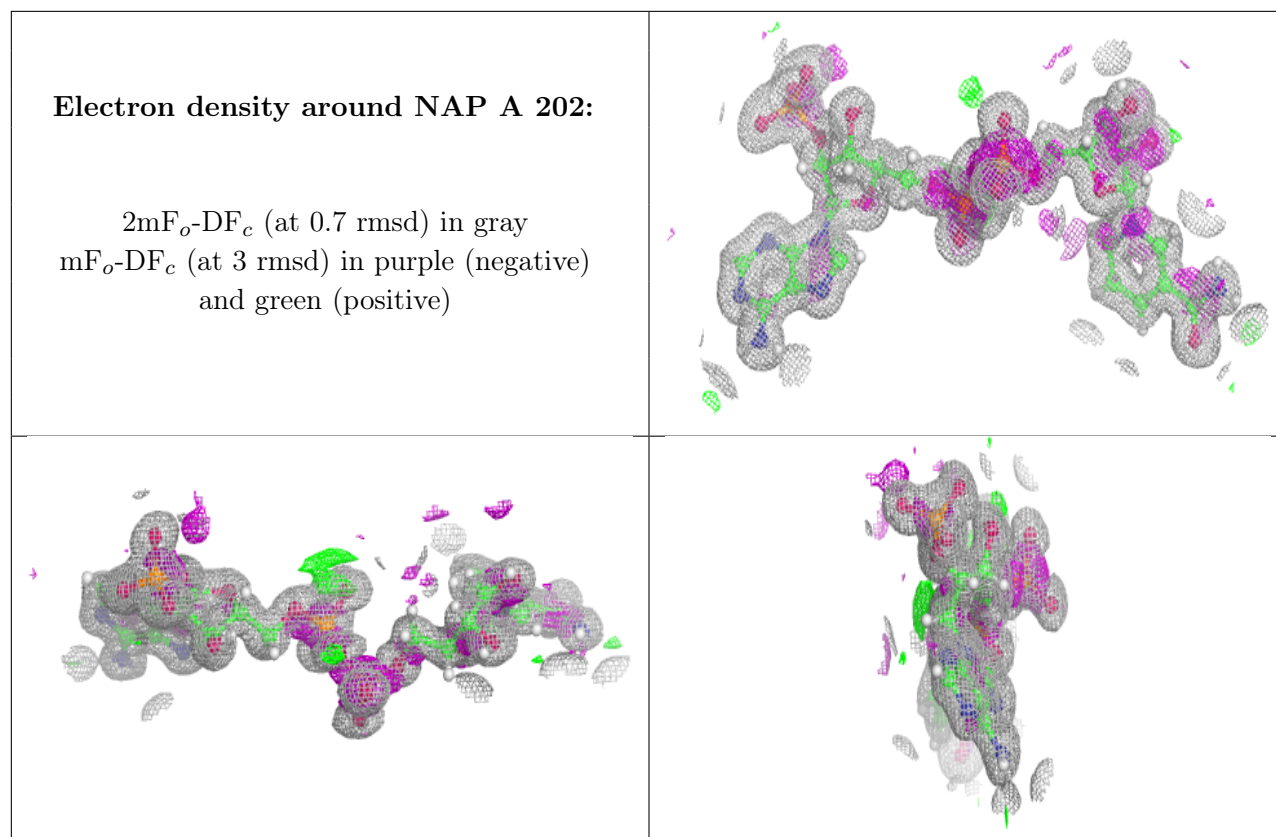 Electron density around NAP A 202:
2mFₒ-DF𝒸 (at 0.7 rmsd) in gray
mFₒ-DF𝒸 (at 3 rmsd) in purple (negative)
and green (positive)